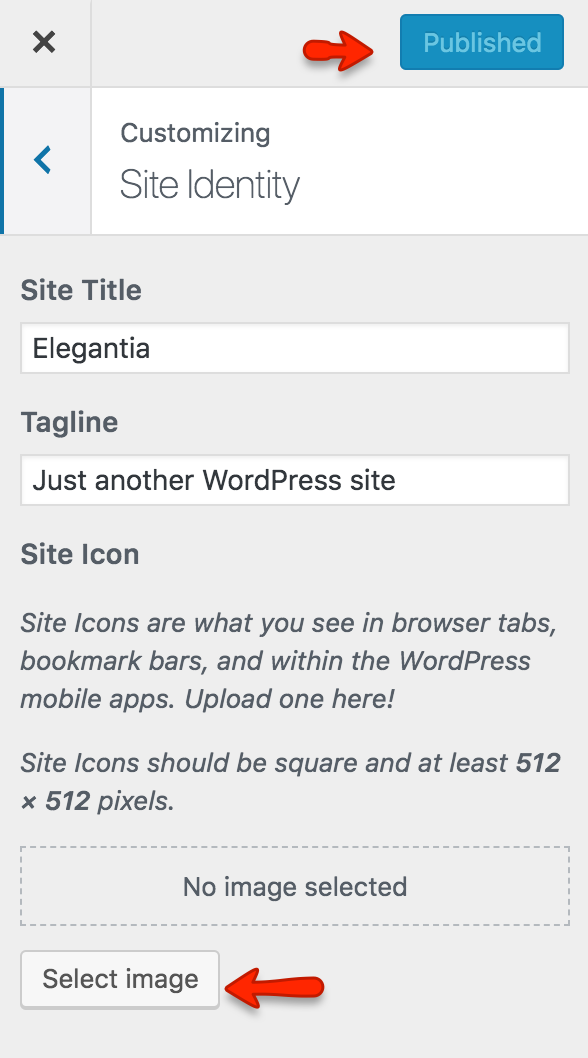 Published
Customizing
Site Identity
Site Title
Elegantia
Tagline
Just another WordPress site
Site Icon
Site Icons are what you see in browser tabs,
bookmark bars, and within the WordPress
mobile apps. Upload one here!
Site Icons should be square and at least 512
× 512 pixels.
No image selected
Select image